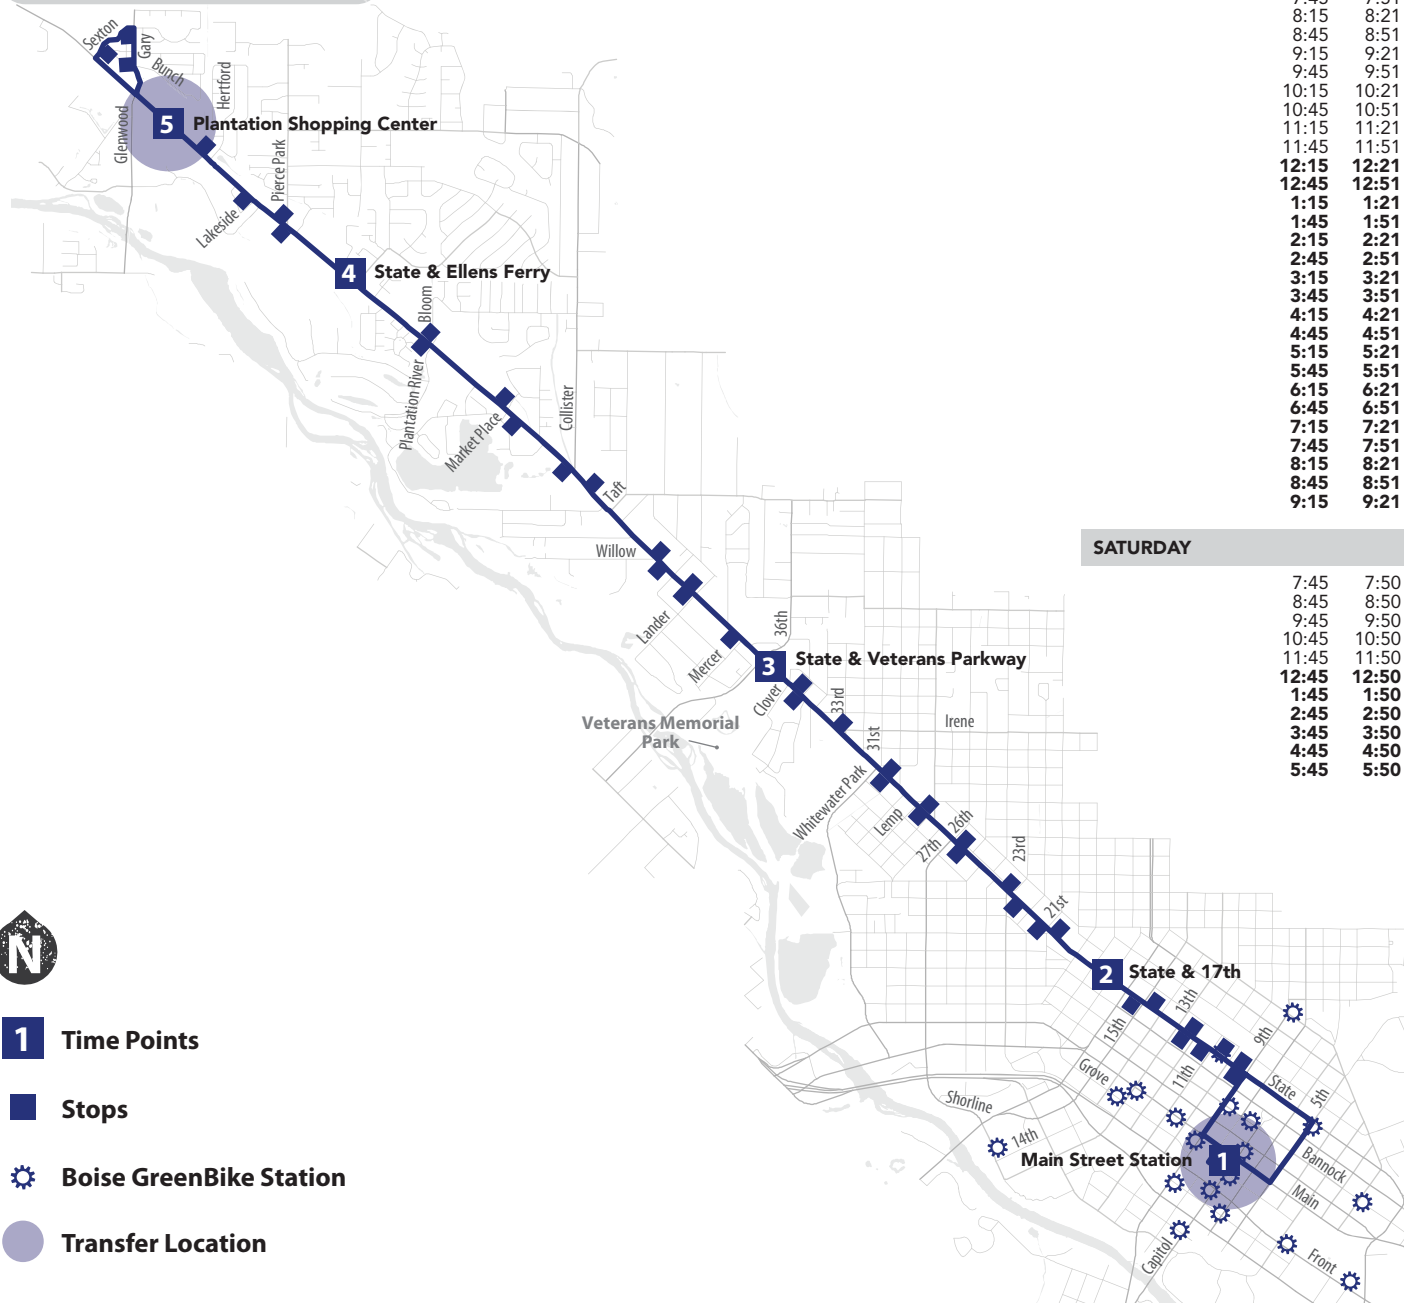 8:15 8:21
8:45 8:51
9:15 9:21
9:45 9:51
10:15 10:21
10:45 10:51
11:15 11:21
11:45 11:51
12:15 12:21
12:45 12:51
1:15 1:21
1:45 1:51
2:15 2:21
2:45 2:51
3:15 3:21
3:45 3:51
4:15 4:21
4:45 4:51
5:15 5:21
5:45 5:51
6:15 6:21
6:45 6:51
7:15 7:21
7:45 7:51
8:15 8:21
8:45 8:51
9:15 9:21
SATURDAY
7:45 7:50
8:45 8:50
9:45 9:50
10:45 10:50
11:45 11:50
12:45 12:50
1:45 1:50
2:45 2:50
3:45 3:50
4:45 4:50
5:45 5:50
Sexton
Gary
Bunch
Hertford
Glenwood
5 Plantation Shopping Center
Pierce Park
Lakeside
4 State & Ellens Ferry
Bloom
Plantation River
Market Place
Collister
Taft
Willow
Lander
Mercer
36th
3 State & Veterans Parkway
Clover
33rd
31st
Irene
Veterans Memorial
Park
Whitewater Park
Lemp
27th
26th
23rd
21st
2 State & 17th
15th
13th
11th
9th
Grove
State
5th
Shorline
14th
Main Street Station 1
Bannock
Main
Capitol
Front
N
1 Time Points
Stops
Boise GreenBike Station
Transfer Location